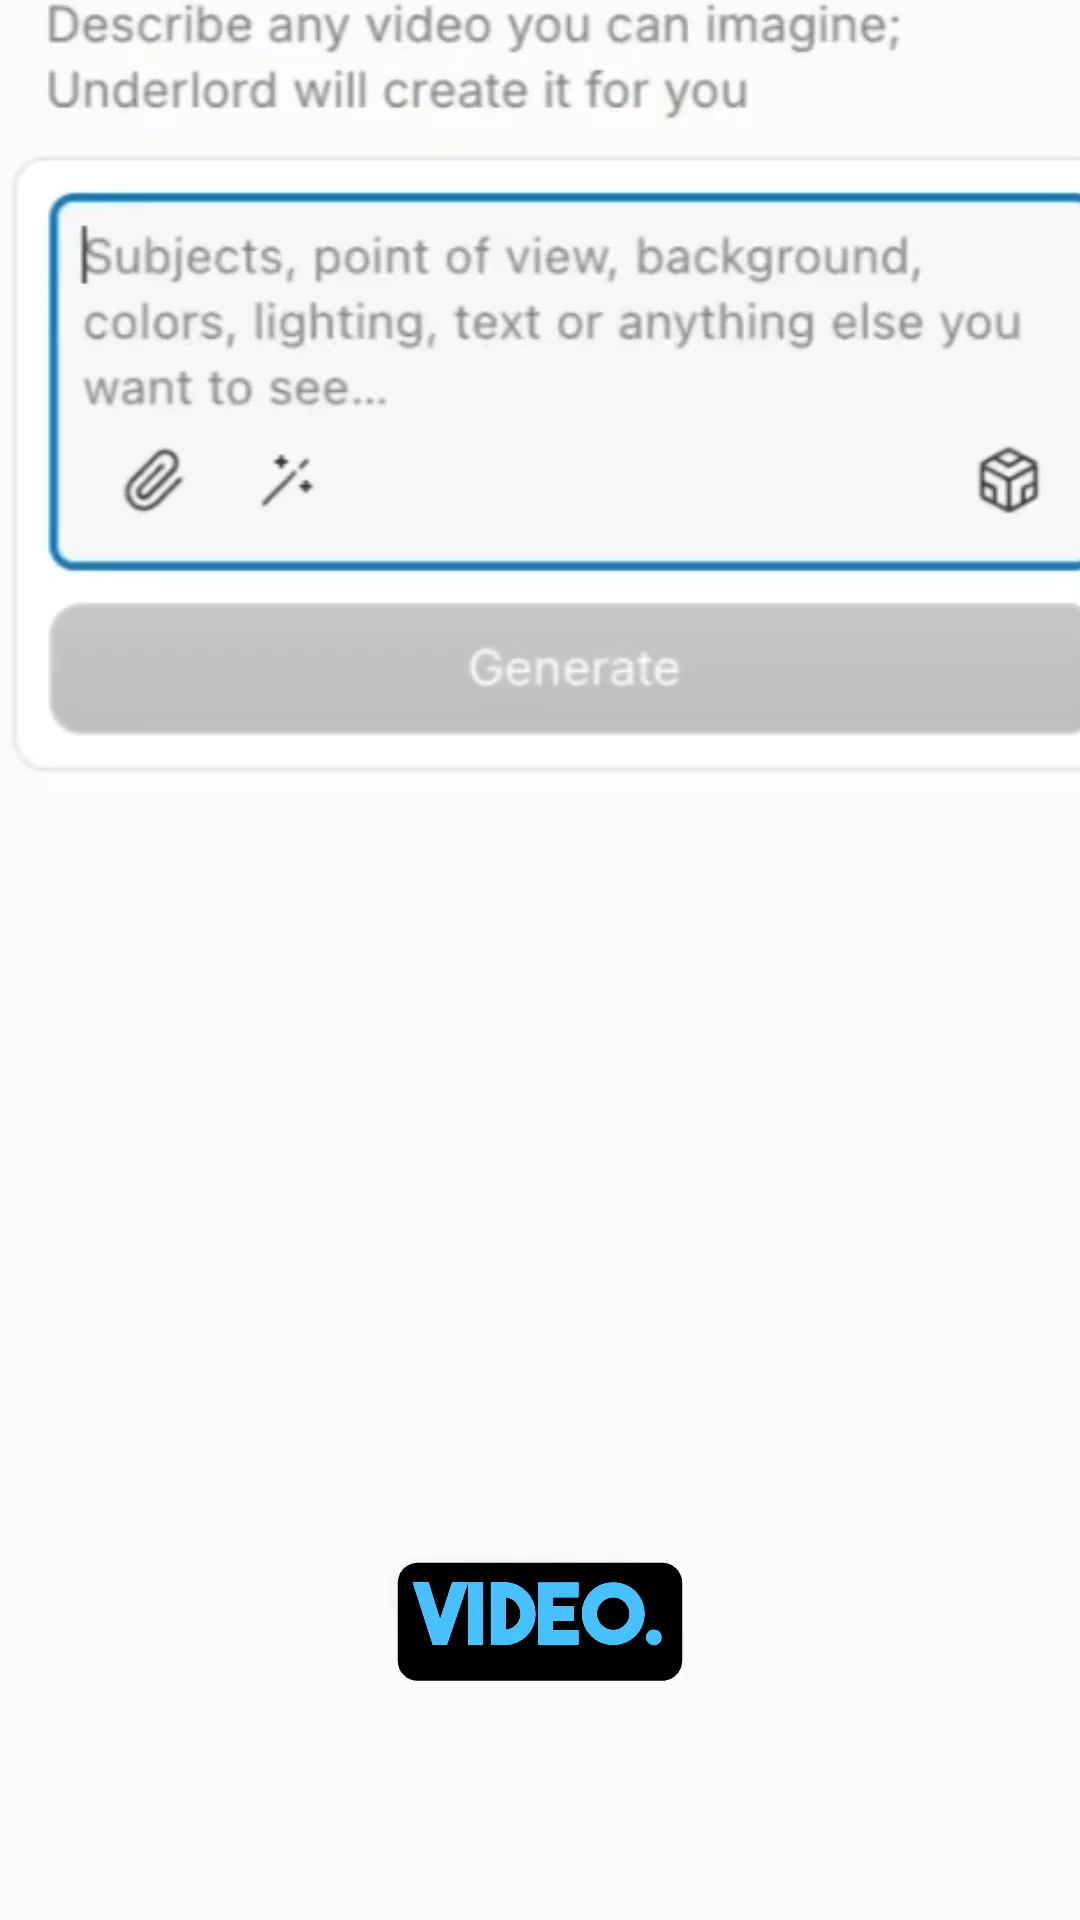 Describe any video you can imagine;
Underlord will create it for you
Subjects, point of view, background,
colors, lighting, text or anything else you
want to see...
Generate
VIDEO.